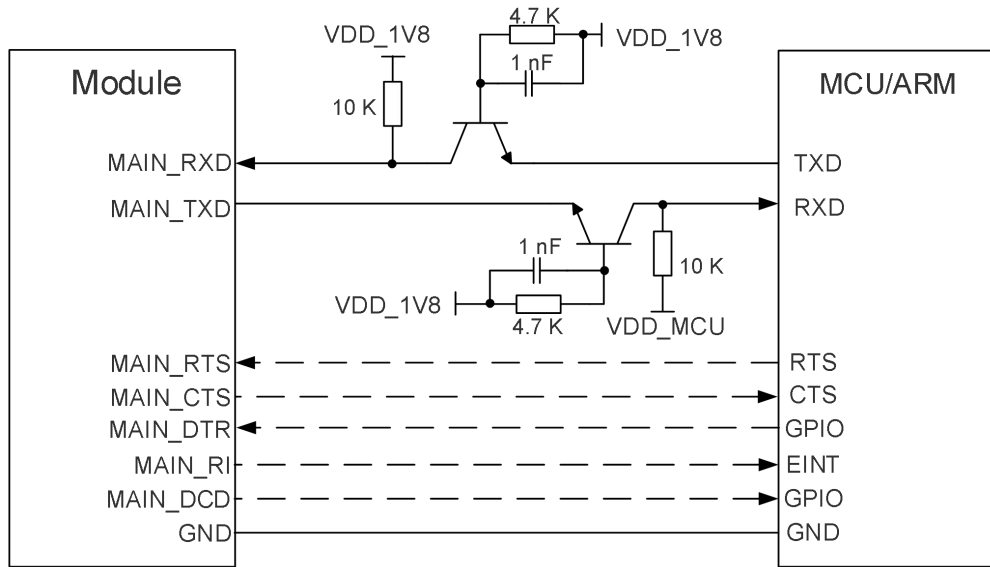 4.7 K
VDD_1V8
VDD_1V8
Module
1 nF
MCU/ARM
10 K
MAIN_RXD
TXD
MAIN_TXD
RXD
1 nF
10 K
VDD_1V8
4.7 K
VDD_MCU
MAIN_RTS
RTS
MAIN_CTS
CTS
MAIN_DTR
GPIO
MAIN_RI
EINT
MAIN_DCD
GPIO
GND
GND